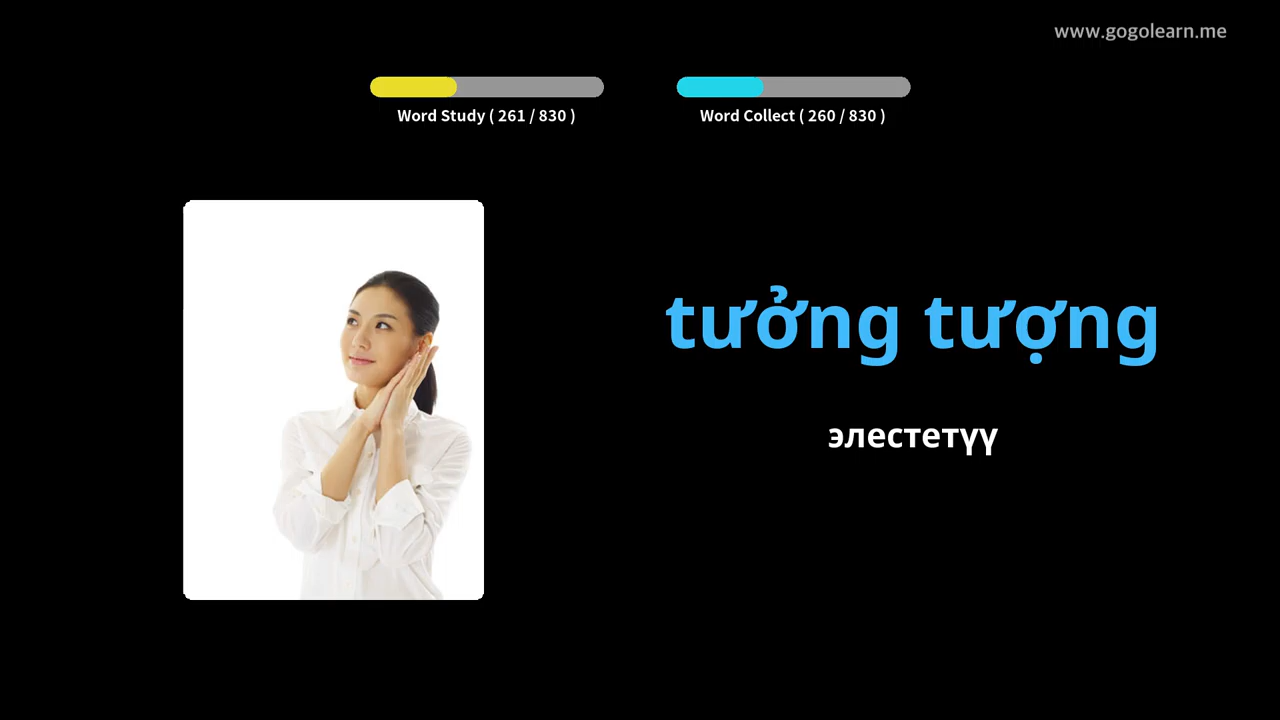 www.gogolearn.me
Word Study ( 261 / 830 )
Word Collect ( 260 / 830 )
tưởng tượng
элестетүү